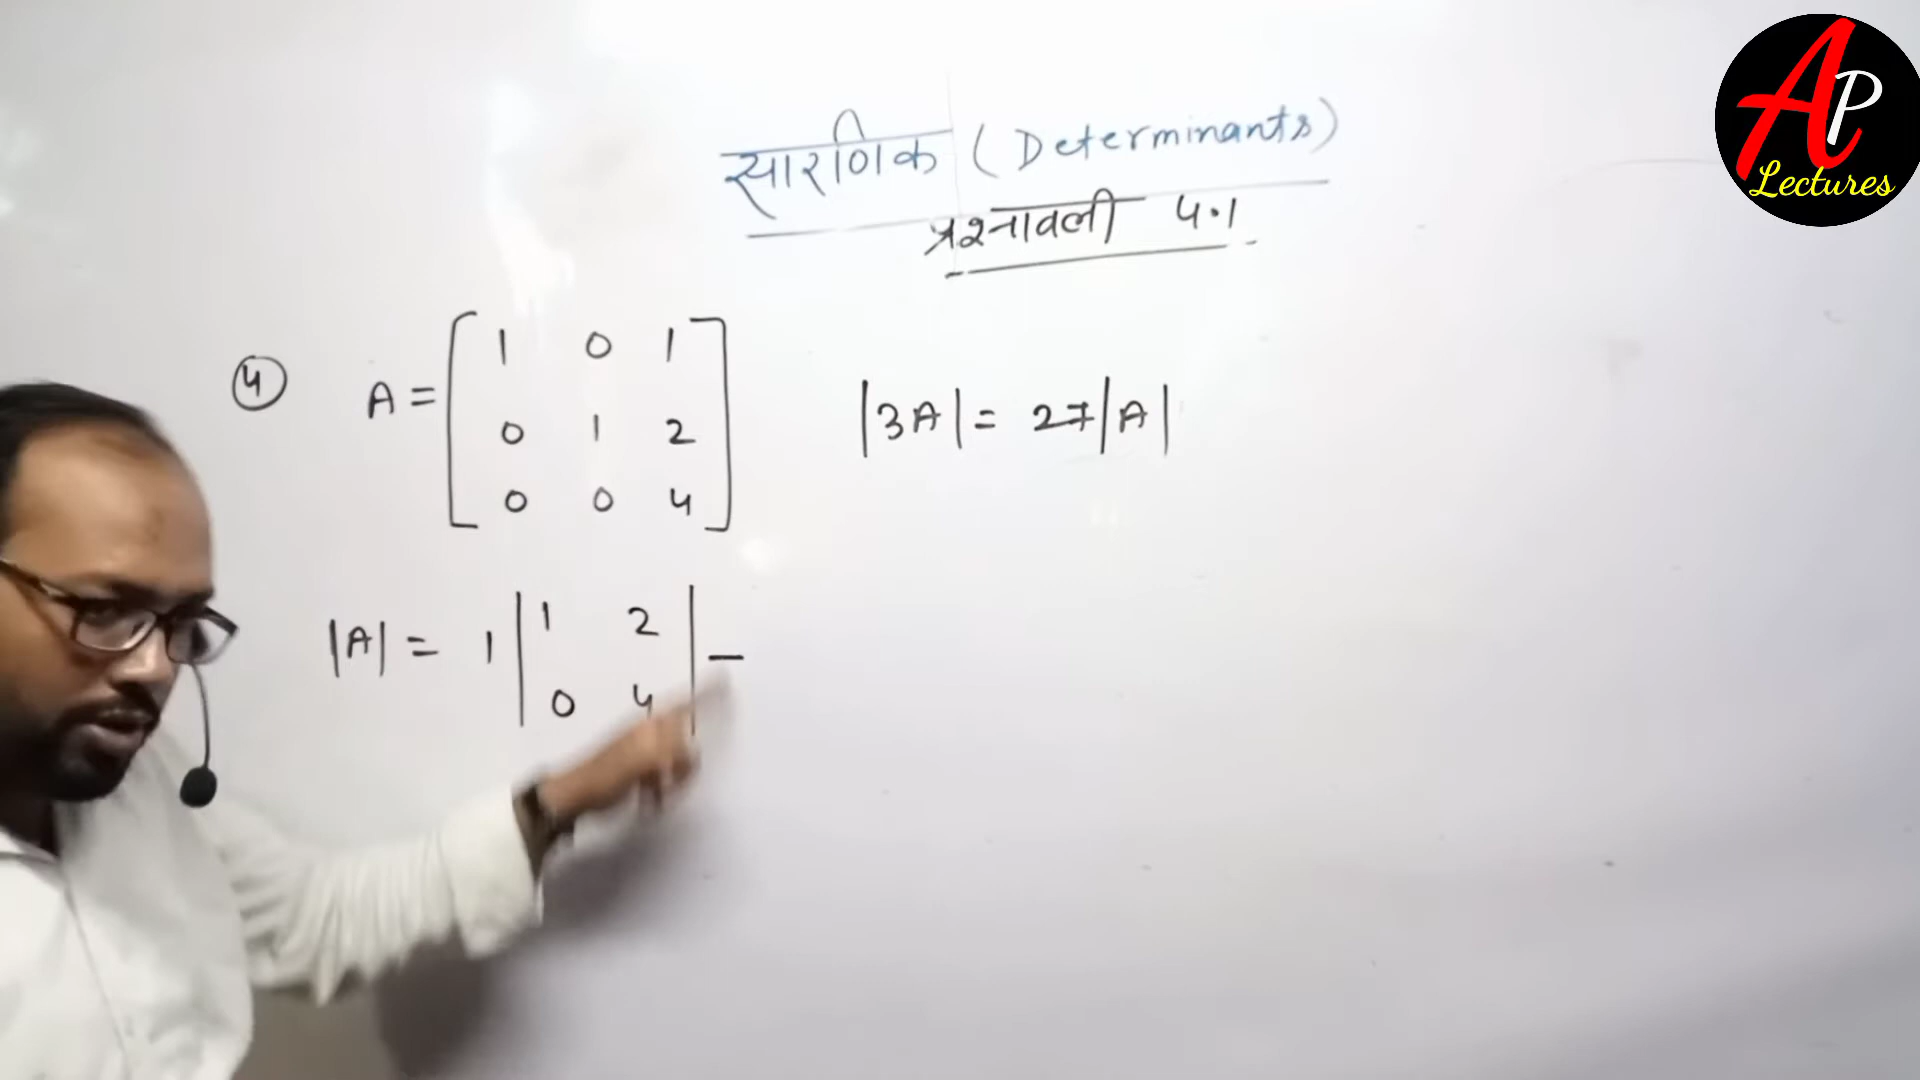 AP
Lectures
सारणिक (Determinants)
प्रश्नावली 4.1
④ A = [ 1 0 1
0 1 2
0 0 4 ]
|3A| = 27|A|
|A| = 1 | 1 2
0 4 | −